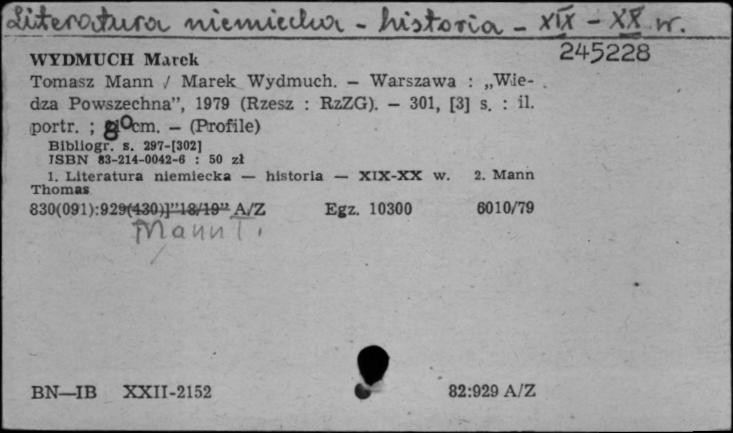 Literatura niemiecka - historia - XIX - XX w.
245228
WYDMUCH Marek
Tomasz Mann / Marek Wydmuch. — Warszawa : „Wie-
dza Powszechna”, 1979 (Rzesz : RzZG). — 301, [3] s. : il.
portr. ; cm. — (Profile)
Bibliogr. s. 297-[302]
ISBN 83-214-0042-6 : 50 zł
1. Literatura niemiecka — historia — XIX-XX w. 2. Mann
Thomas
830(091):929(430)]"18/19" A/Z Egz. 10300 6010/79
Mann T.
BN—IB XXII-2152 82:929 A/Z